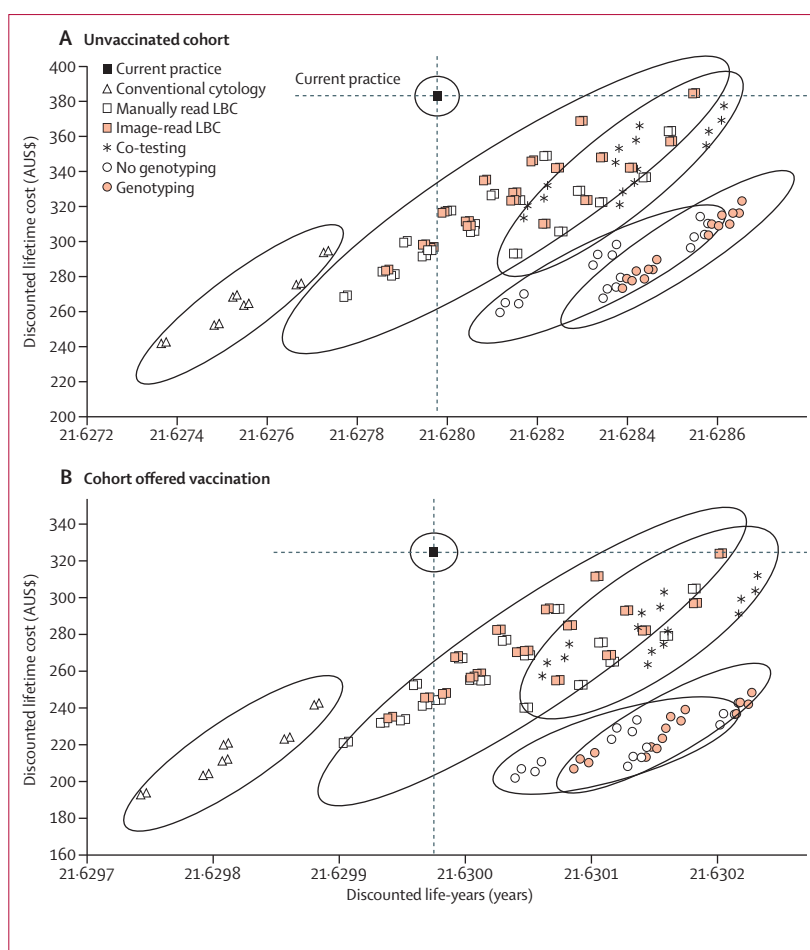 A Unvaccinated cohort
400
380
360
340
320
300
280
260
240
220
200
Discounted lifetime cost (AUS$)
Current practice
Conventional cytology
Manually read LBC
Image-read LBC
Co-testing
No genotyping
Genotyping
Current practice
21·6272 21·6274 21·6276 21·6278 21·6280 21·6282 21·6284 21·6286
B Cohort offered vaccination
340
320
300
280
260
240
220
200
180
160
Discounted lifetime cost (AUS$)
21·6297 21·6298 21·6299 21·6300 21·6301 21·6302
Discounted life-years (years)